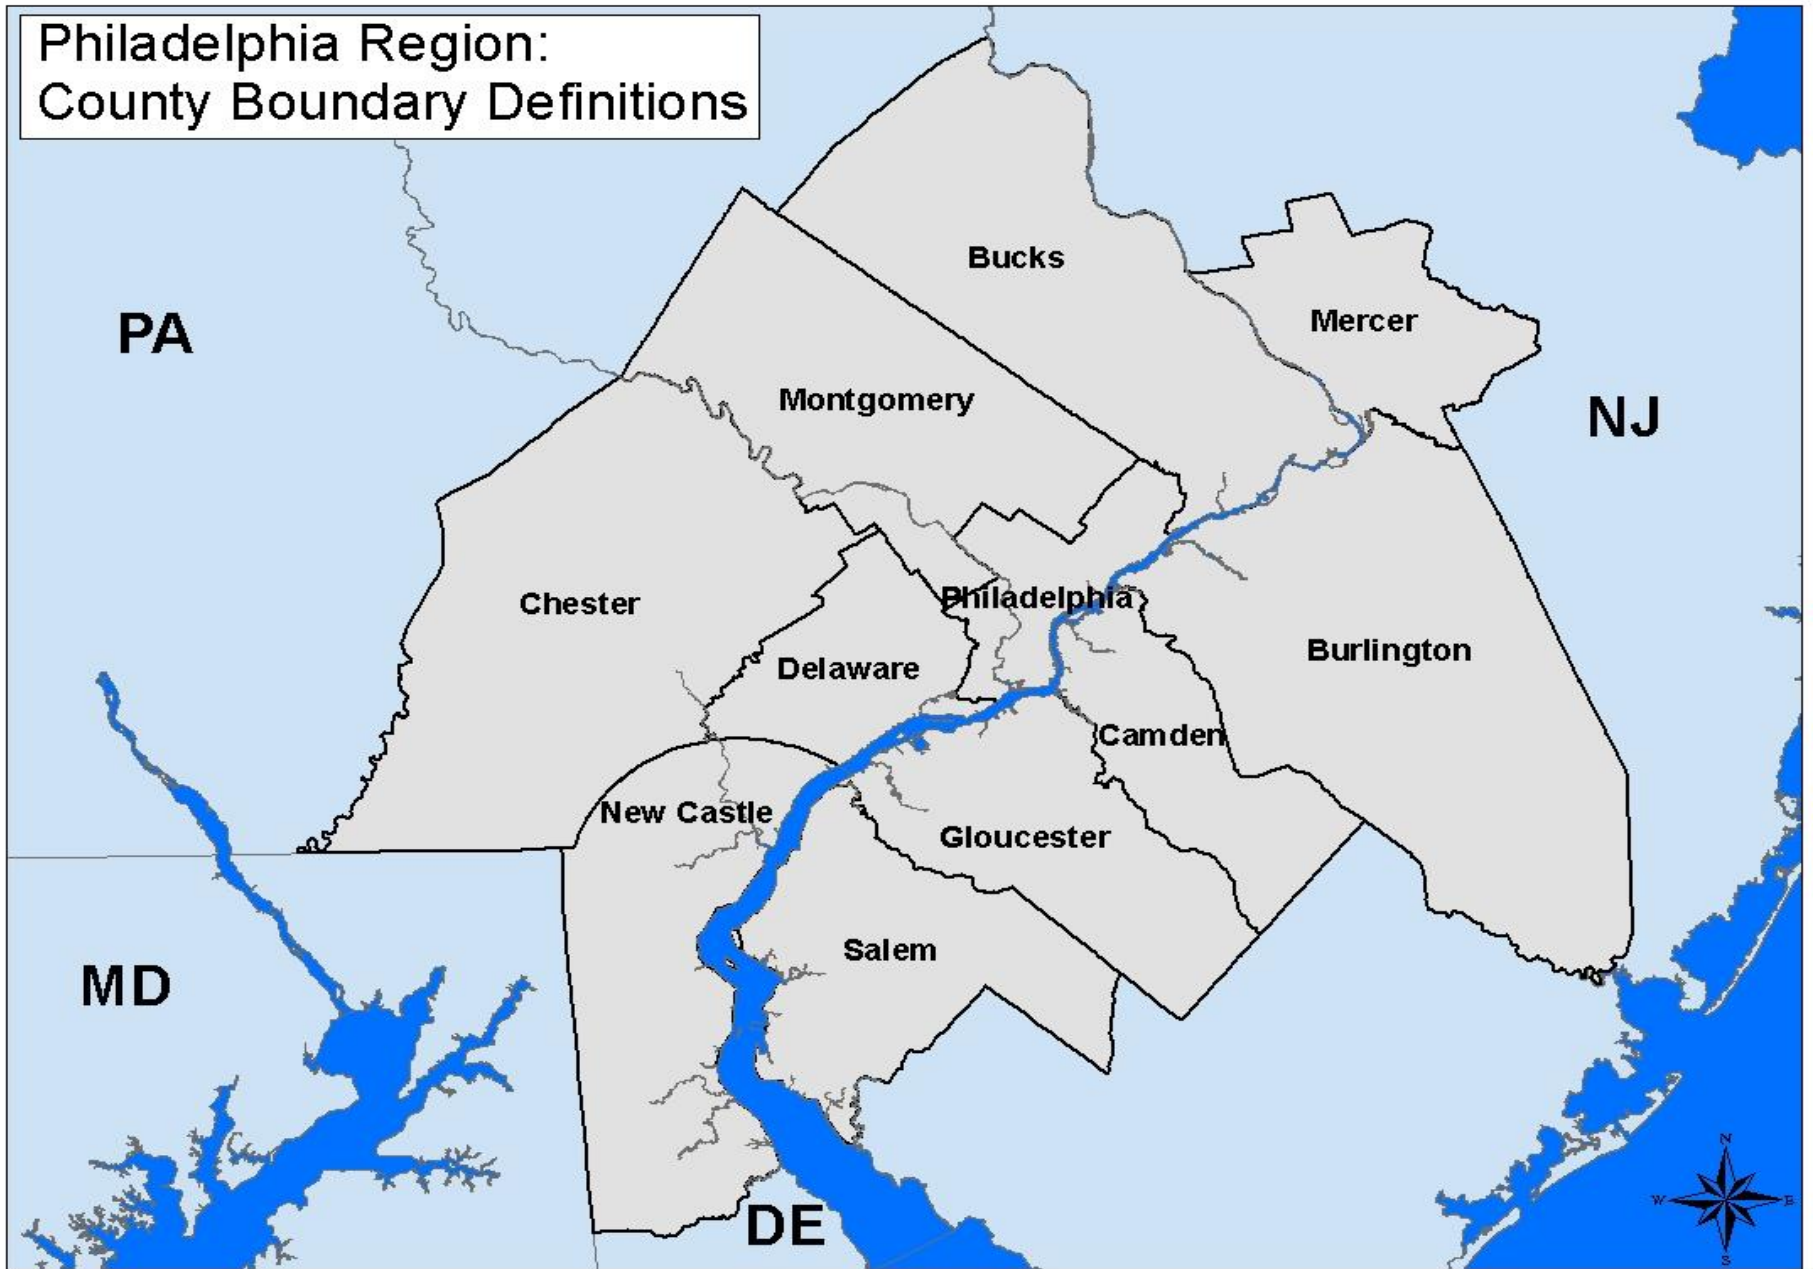 Philadelphia Region:
County Boundary Definitions
Bucks
Mercer
PA
Montgomery
NJ
Chester
Philadelphia
Burlington
Delaware
Camden
New Castle
Gloucester
Salem
MD
DE
N
W
E
S